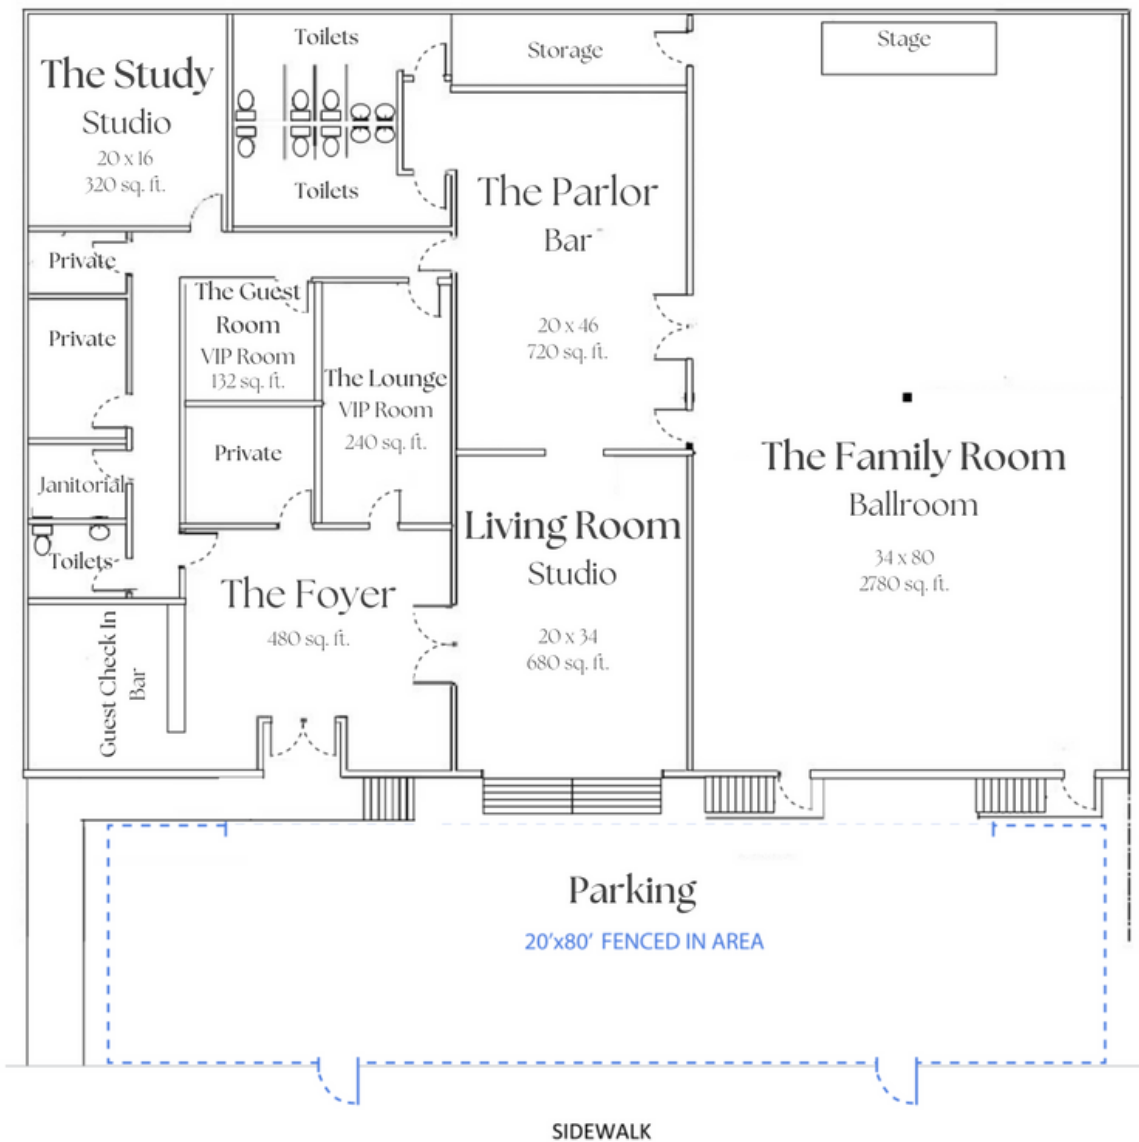 Toilets
Storage
Stage
The Study
Studio
20 x 16
320 sq. ft.
Toilets
The Parlor
Bar
20 x 46
720 sq. ft.
Private
Private
The Guest
Room
VIP Room
132 sq. ft.
The Lounge
VIP Room
240 sq. ft.
Private
Janitorial
Toilets
The Family Room
Ballroom
34 x 80
2780 sq. ft.
Living Room
Studio
20 x 34
680 sq. ft.
The Foyer
480 sq. ft.
Guest Check In
Bar
Parking
20'x80' FENCED IN AREA
SIDEWALK